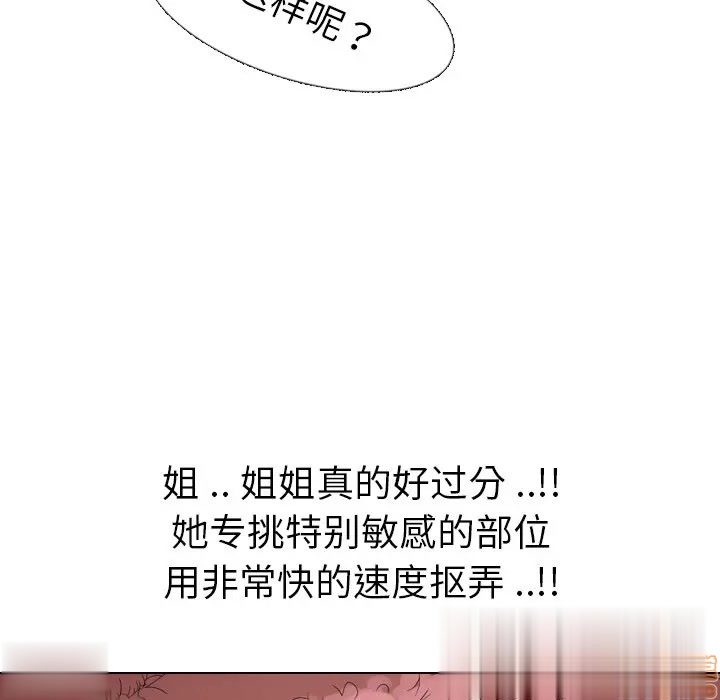 这样呢？
姐 .. 姐姐真的好过分 ..!!
她专挑特别敏感的部位
用非常快的速度抠弄 ..!!